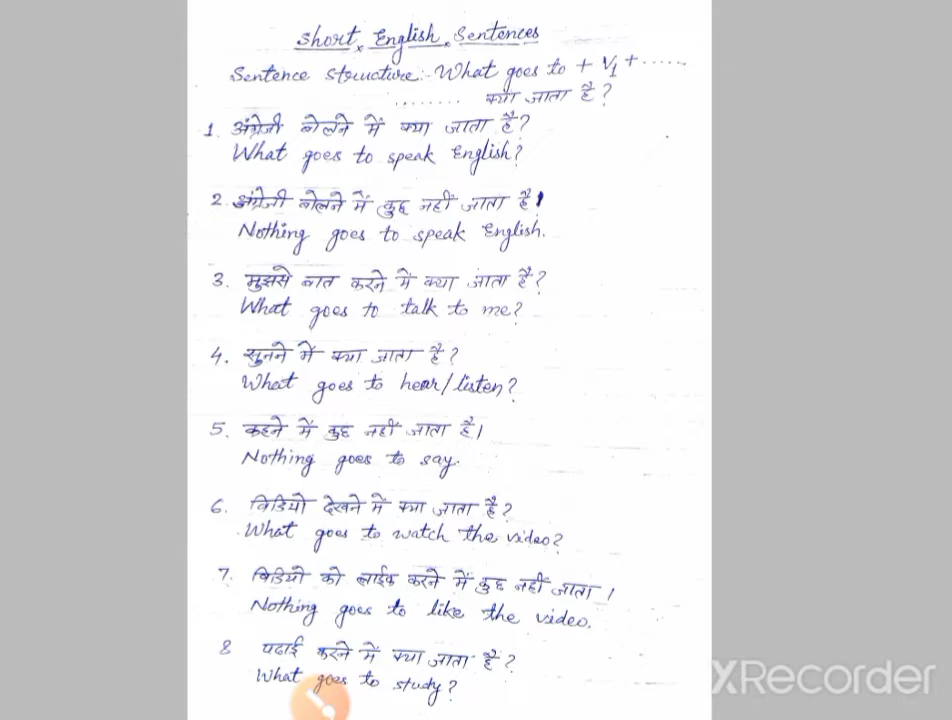 Short English Sentences
Sentence structure:- What goes to + V1 + ......
........ क्या जाता है?
1. अंग्रेजी बोलने में क्या जाता है?
What goes to speak English?
2. अंग्रेजी बोलने में कुछ नहीं जाता है।
Nothing goes to speak English.
3. मुझसे बात करने में क्या जाता है?
What goes to talk to me?
4. सुनने में क्या जाता है?
What goes to hear/listen?
5. कहने में कुछ नहीं जाता है।
Nothing goes to say.
6. विडियो देखने में क्या जाता है?
What goes to watch the video?
7. विडियो को लाईक करने में कुछ नहीं जाता ।
Nothing goes to like the video.
8 पढाई करने में क्या जाता है?
What goes to study?
XRecorder